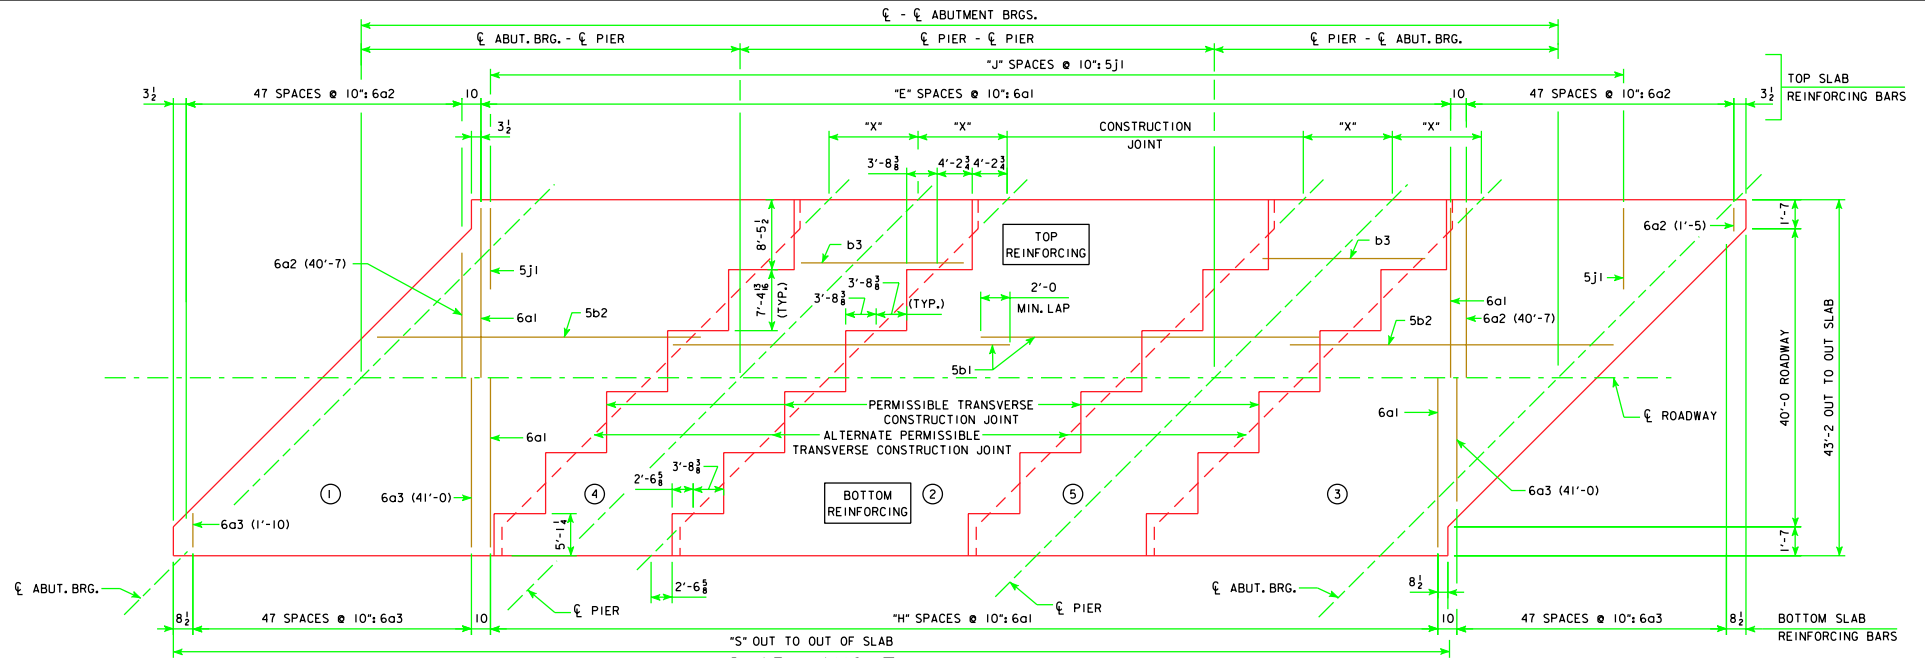 ℄ - ℄ ABUTMENT BRGS.
℄ ABUT. BRG. - ℄ PIER
℄ PIER - ℄ PIER
℄ PIER - ℄ ABUT. BRG.
"J" SPACES @ 10": 5j1
TOP SLAB
REINFORCING BARS
3½
47 SPACES @ 10": 6a2
10
"E" SPACES @ 10": 6a1
10
47 SPACES @ 10": 6a2
3½
3½
"X"
"X"
CONSTRUCTION
JOINT
"X"
"X"
3'-8⅜
4'-2¾
4'-2¾
8'-5½
b3
TOP
REINFORCING
b3
6a2 (1'-5)
1'-7
6a2 (40'-7)
5j1
5j1
7'-4 13/16
(TYP.)
3'-8⅜
3'-8⅜
(TYP.)
2'-0
MIN. LAP
6a1
6a1
6a2 (40'-7)
5b2
5b2
5b1
40'-0 ROADWAY
43'-2 OUT TO OUT SLAB
PERMISSIBLE TRANSVERSE
CONSTRUCTION JOINT
ALTERNATE PERMISSIBLE
TRANSVERSE CONSTRUCTION JOINT
6a1
℄ ROADWAY
6a1
3'-8⅜
2'-6⅝
1
6a3 (41'-0)
4
BOTTOM
REINFORCING
2
5
3
6a3 (41'-0)
6a3 (1'-10)
5'-1¼
1'-7
℄ ABUT. BRG.
℄ PIER
2'-6⅝
℄ PIER
℄ ABUT. BRG.
8½
8½
47 SPACES @ 10": 6a3
10
"H" SPACES @ 10": 6a1
10
47 SPACES @ 10": 6a3
8½
BOTTOM SLAB
REINFORCING BARS
"S" OUT TO OUT OF SLAB